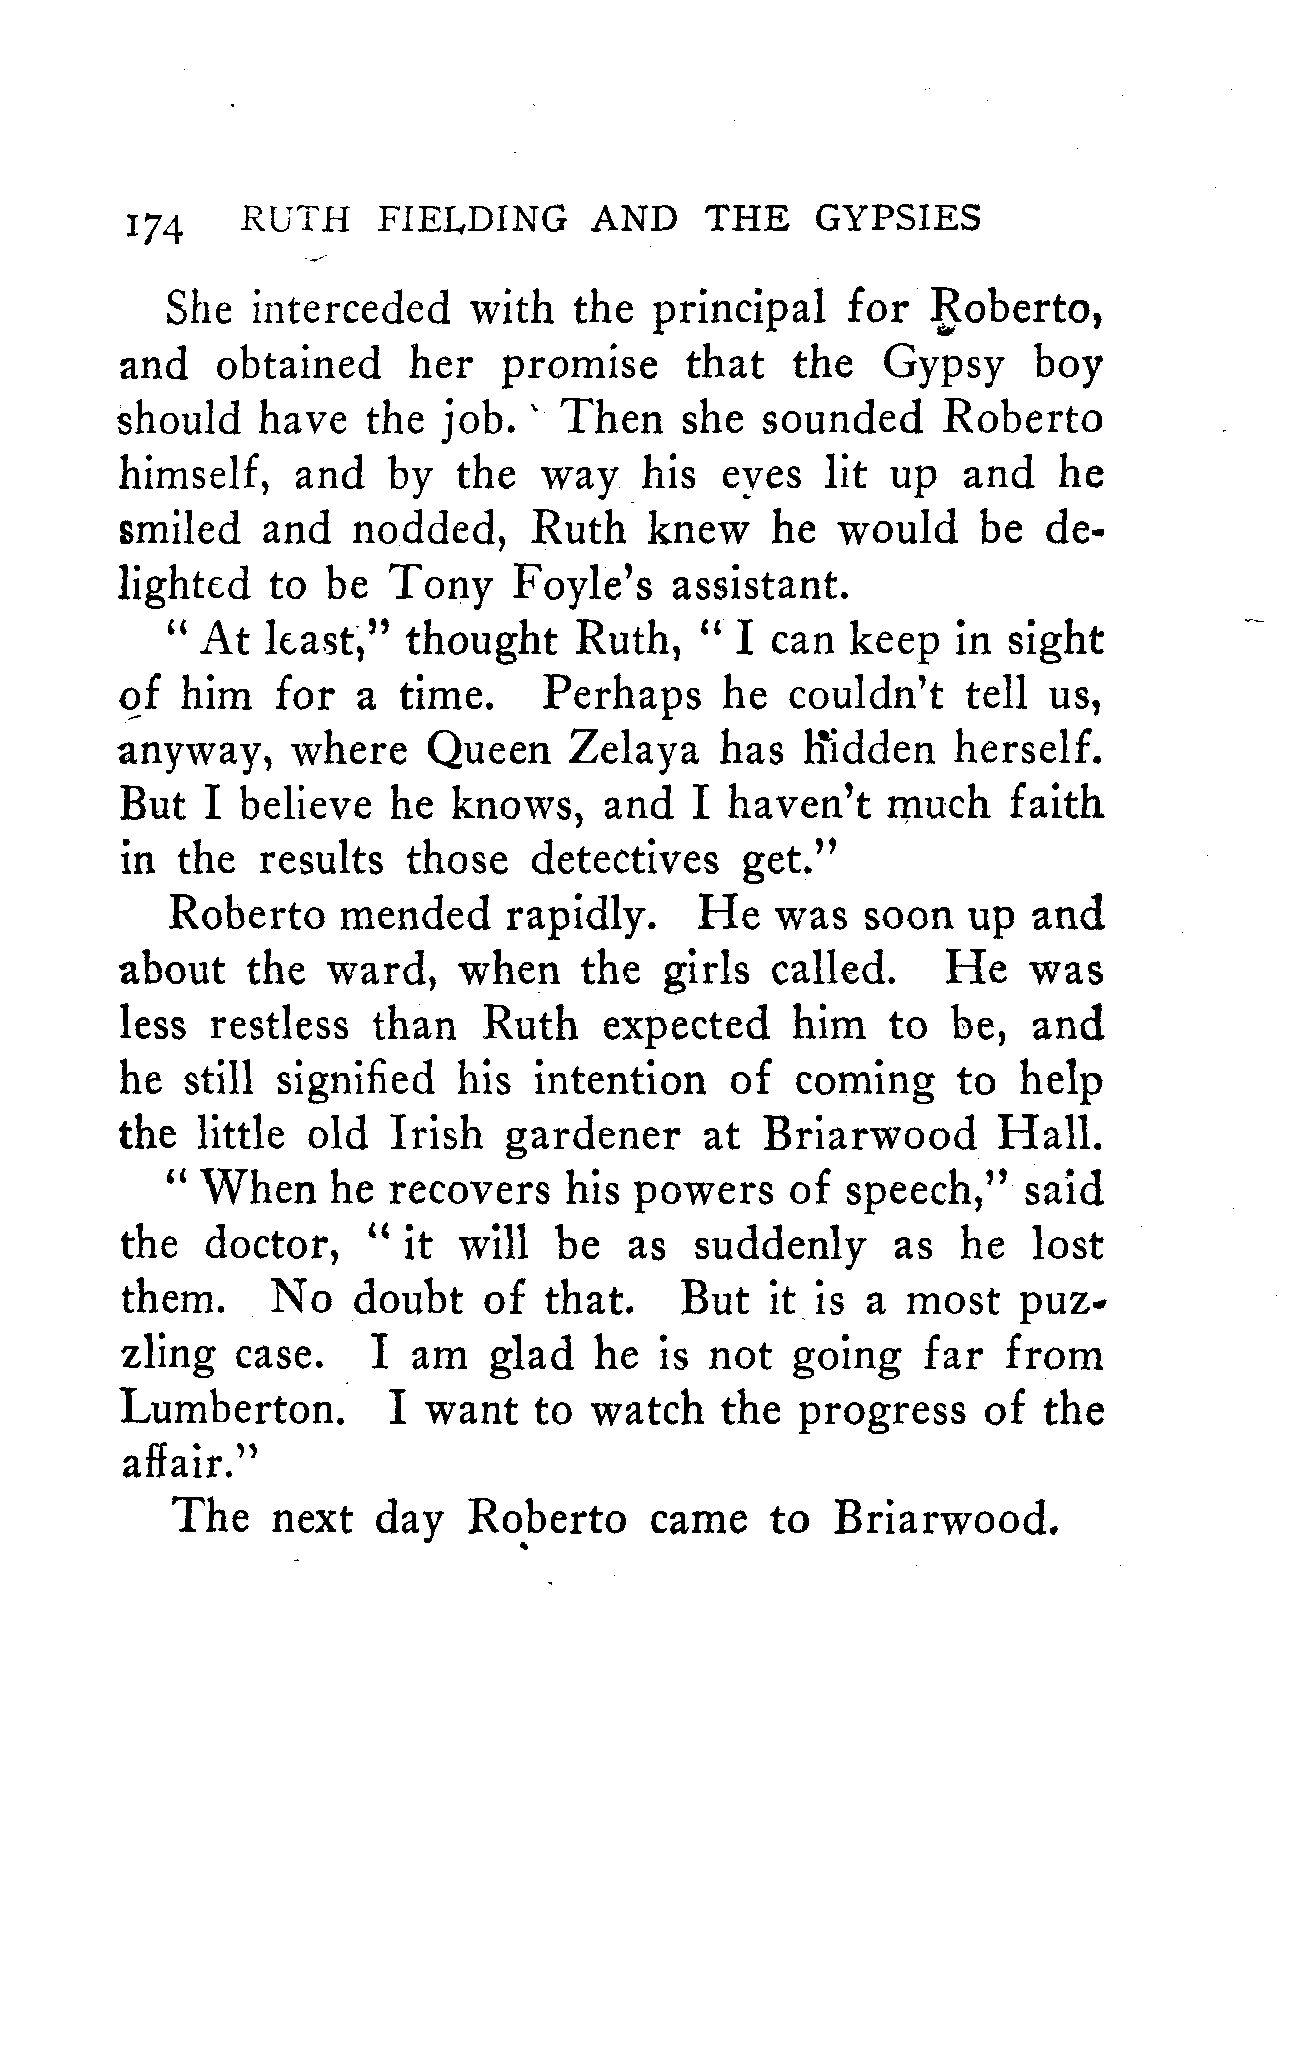 174 RUTH FIELDING AND THE GYPSIES
She interceded with the principal for Roberto,
and obtained her promise that the Gypsy boy
should have the job. Then she sounded Roberto
himself, and by the way his eyes lit up and he
smiled and nodded, Ruth knew he would be de-
lighted to be Tony Foyle's assistant.
" At least," thought Ruth, " I can keep in sight
of him for a time. Perhaps he couldn't tell us,
anyway, where Queen Zelaya has hidden herself.
But I believe he knows, and I haven't much faith
in the results those detectives get."
Roberto mended rapidly. He was soon up and
about the ward, when the girls called. He was
less restless than Ruth expected him to be, and
he still signified his intention of coming to help
the little old Irish gardener at Briarwood Hall.
" When he recovers his powers of speech," said
the doctor, " it will be as suddenly as he lost
them. No doubt of that. But it is a most puz-
zling case. I am glad he is not going far from
Lumberton. I want to watch the progress of the
affair."
The next day Roberto came to Briarwood.